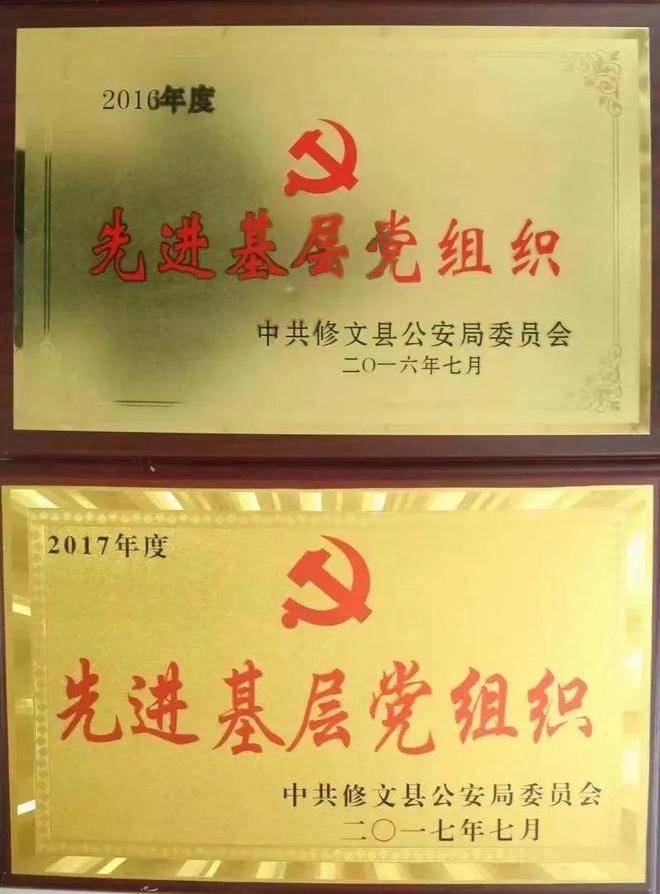 2016年度
先进基层党组织
中共修文县公安局委员会
二〇一六年七月
2017年度
先进基层党组织
中共修文县公安局委员会
二〇一七年七月